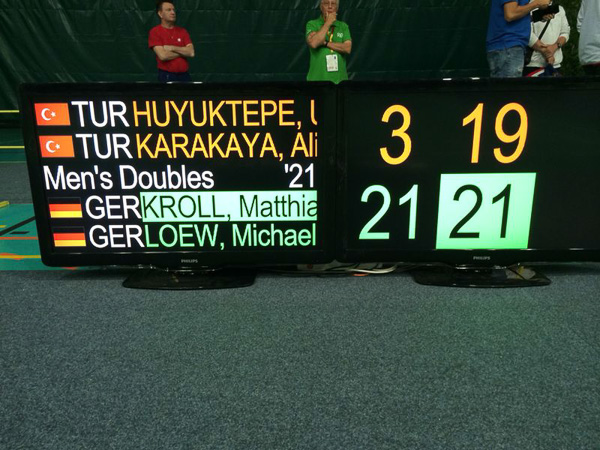 TUR HUYUKTEPE, U 3 19
TUR KARAKAYA, Ali
Men's Doubles '21
GER KROLL, Matthia 21 21
GER LOEW, Michael
PHILIPS PHILIPS